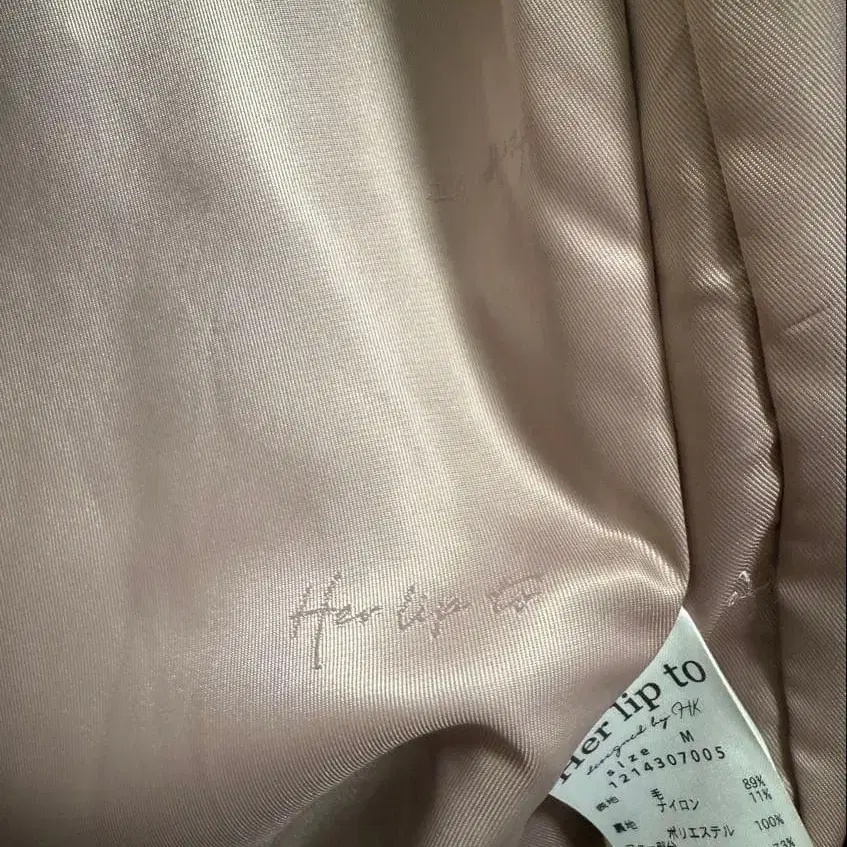 Her lip to
Her lip to
designed by HK
size M
1214307005
表地 毛 89%
ナイロン 11%
裏地 ポリエステル 100%
73%